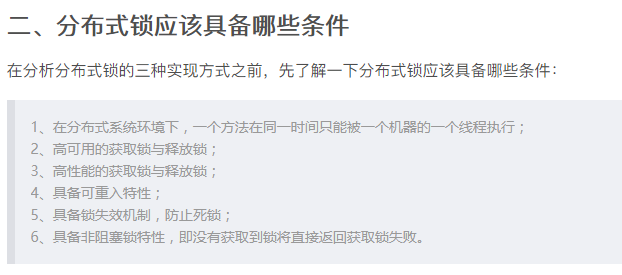 二、分布式锁应该具备哪些条件
在分析分布式锁的三种实现方式之前，先了解一下分布式锁应该具备哪些条件：
1、在分布式系统环境下，一个方法在同一时间只能被一个机器的一个线程执行；
2、高可用的获取锁与释放锁；
3、高性能的获取锁与释放锁；
4、具备可重入特性；
5、具备锁失效机制，防止死锁；
6、具备非阻塞锁特性，即没有获取到锁将直接返回获取锁失败。